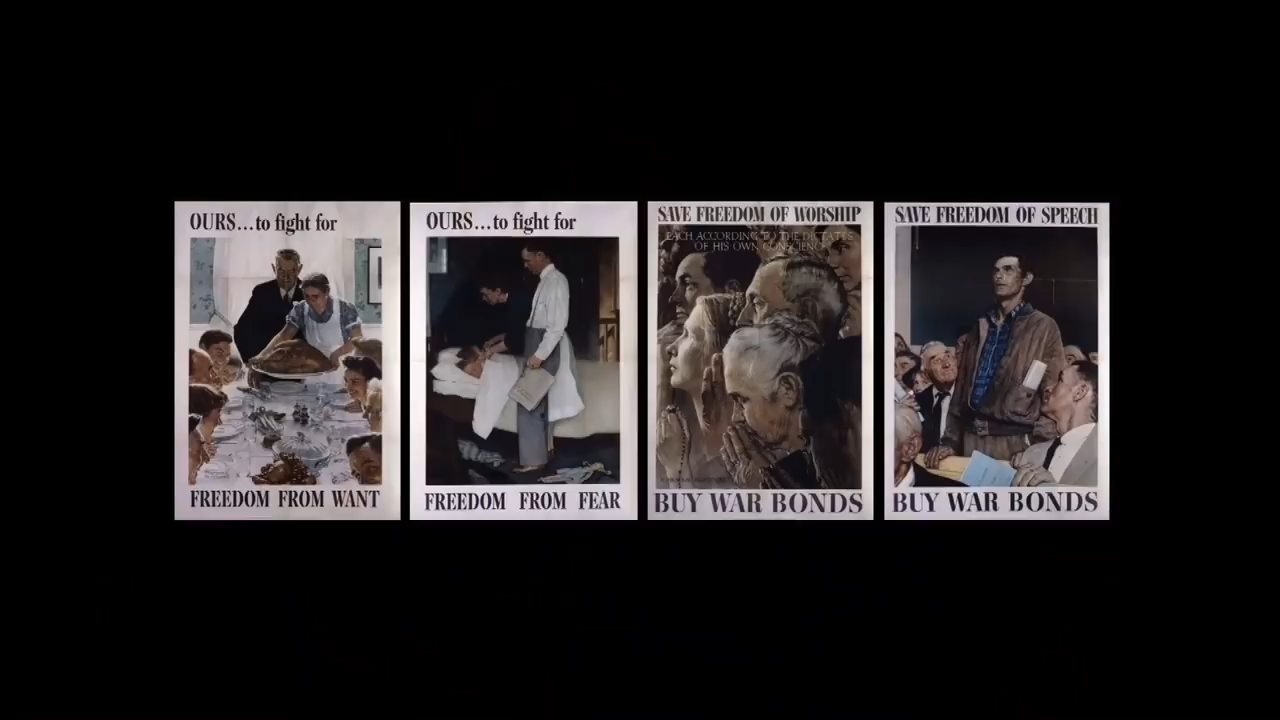 OURS...to fight for
FREEDOM FROM WANT
OURS...to fight for
FREEDOM FROM FEAR
SAVE FREEDOM OF WORSHIP
EACH ACCORDING TO THE DICTATES
OF HIS OWN CONSCIENCE
BUY WAR BONDS
SAVE FREEDOM OF SPEECH
BUY WAR BONDS